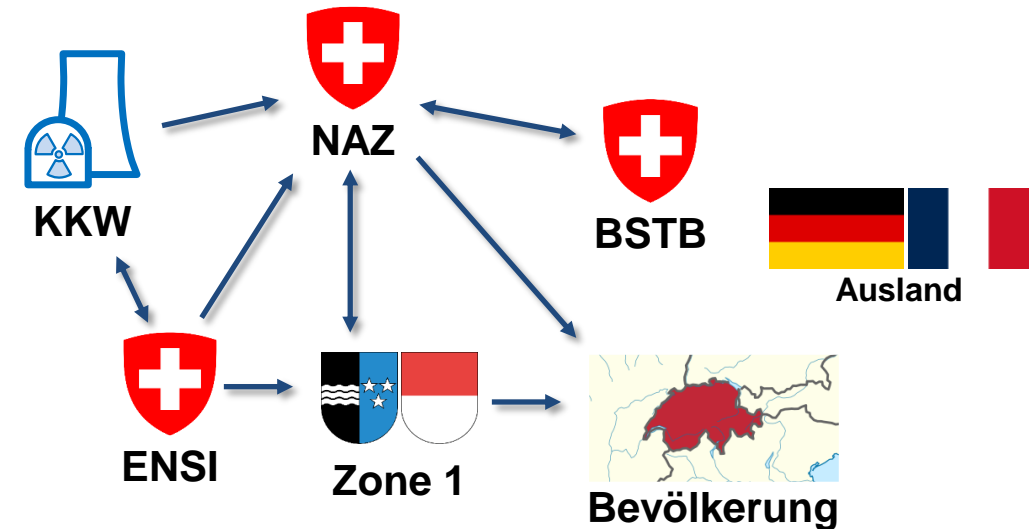 NAZ
KKW
BSTB
Ausland
ENSI
Zone 1
Bevölkerung